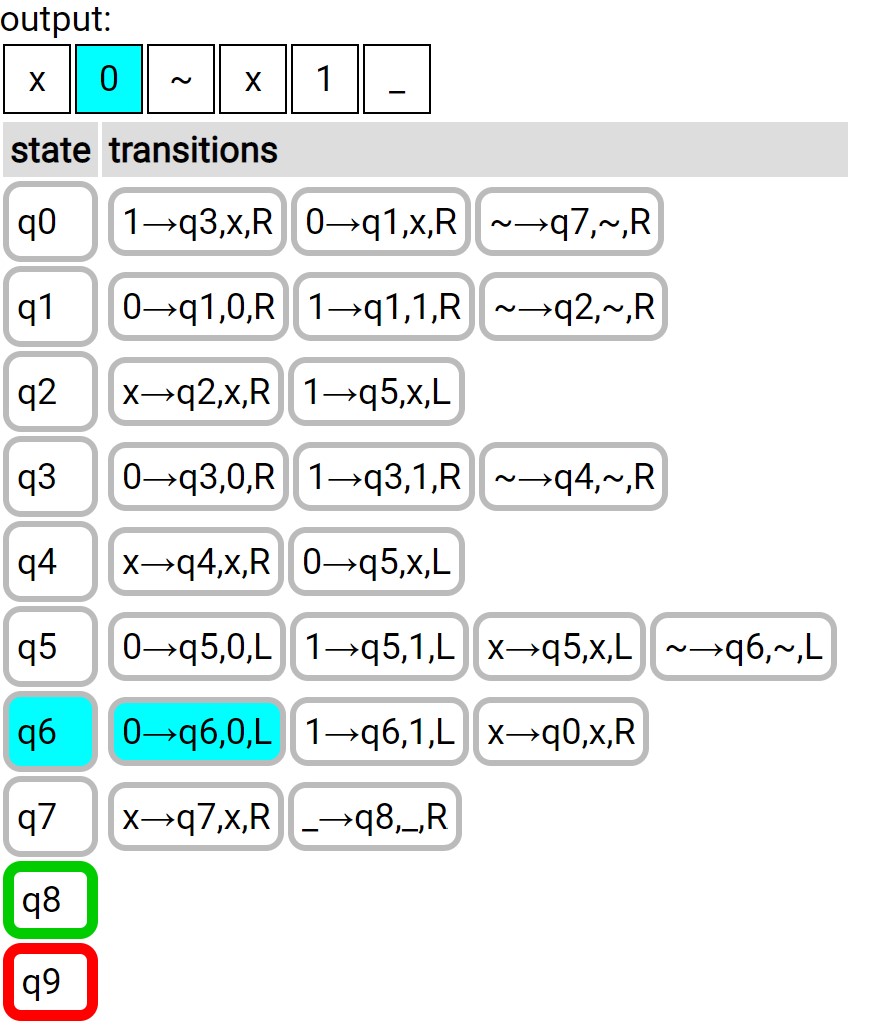 output:
x 0 ~ x 1 _
state transitions
q0 1→q3,x,R 0→q1,x,R ~→q7,~,R
q1 0→q1,0,R 1→q1,1,R ~→q2,~,R
q2 x→q2,x,R 1→q5,x,L
q3 0→q3,0,R 1→q3,1,R ~→q4,~,R
q4 x→q4,x,R 0→q5,x,L
q5 0→q5,0,L 1→q5,1,L x→q5,x,L ~→q6,~,L
q6 0→q6,0,L 1→q6,1,L x→q0,x,R
q7 x→q7,x,R _→q8,_,R
q8
q9